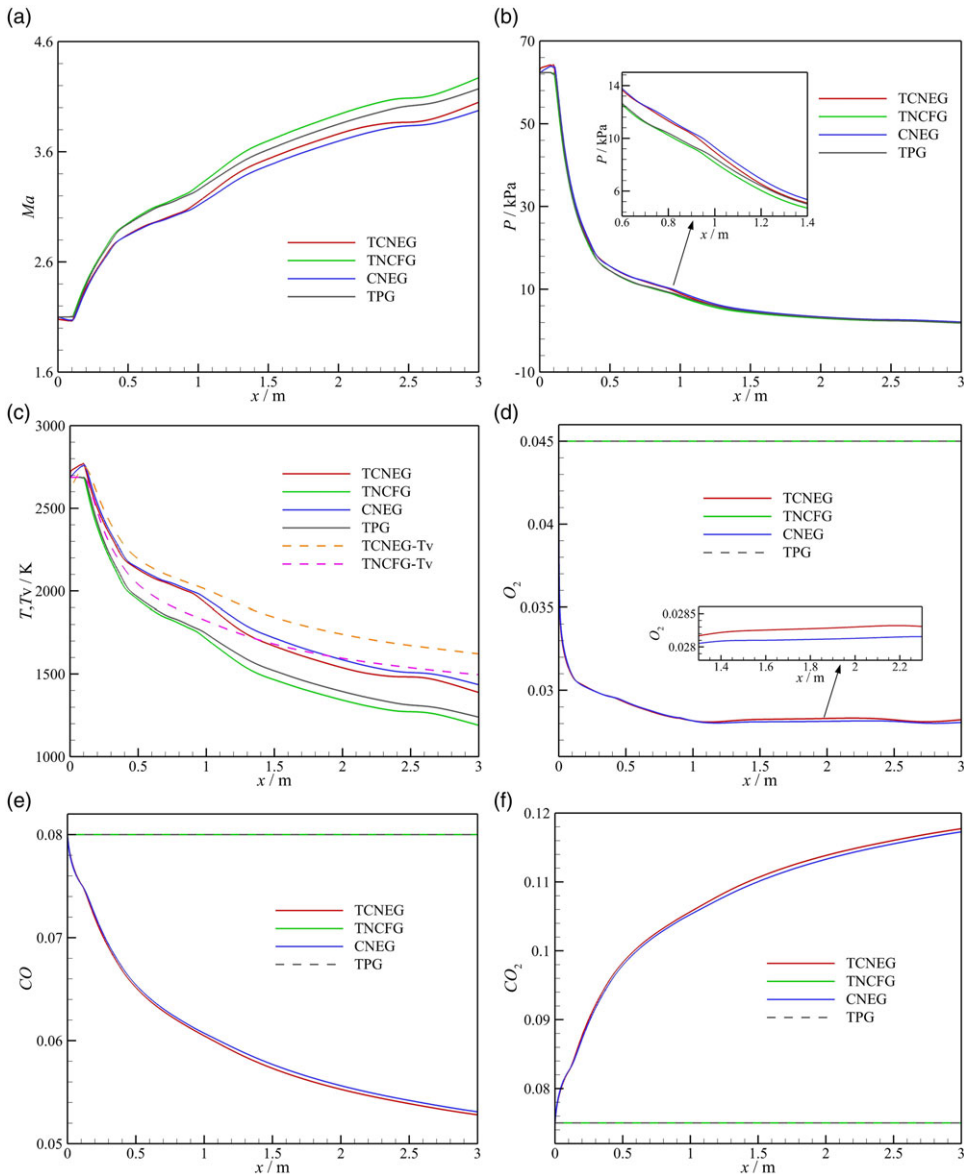 (a)
4.6
3.6
2.6
1.6
Ma
TCNEG
TNCFG
CNEG
TPG
0
0.5
1
1.5
2
2.5
3
x / m
(b)
70
50
30
10
-10
P / kPa
TCNEG
TNCFG
CNEG
TPG
14
10
6
P / kPa
0.6
0.8
1
1.2
1.4
x / m
0
0.5
1
1.5
2
2.5
3
x / m
(c)
3000
2500
2000
1500
1000
T,Tv / K
TCNEG
TNCFG
CNEG
TPG
TCNEG-Tv
TNCFG-Tv
0
0.5
1
1.5
2
2.5
3
x / m
(d)
0.045
0.04
0.035
0.03
O2
TCNEG
TNCFG
CNEG
TPG
0.0285
0.028
O2
1.4
1.6
1.8
2
2.2
x / m
0
0.5
1
1.5
2
2.5
3
x / m
(e)
0.08
0.07
0.06
0.05
CO
TCNEG
TNCFG
CNEG
TPG
0
0.5
1
1.5
2
2.5
3
x / m
(f)
0.12
0.11
0.1
0.09
0.08
0.07
CO2
TCNEG
TNCFG
CNEG
TPG
0
0.5
1
1.5
2
2.5
3
x / m